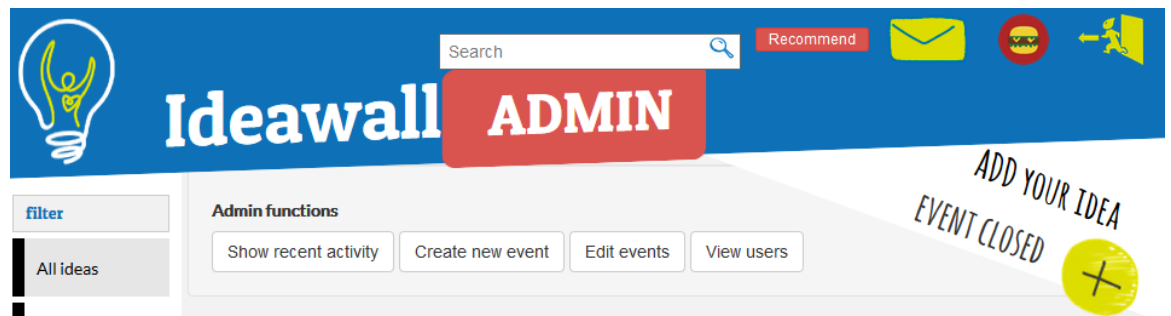 Search
Recommend
Ideawall ADMIN
ADD YOUR IDEA
EVENT CLOSED
filter
All ideas
Admin functions
Show recent activity
Create new event
Edit events
View users